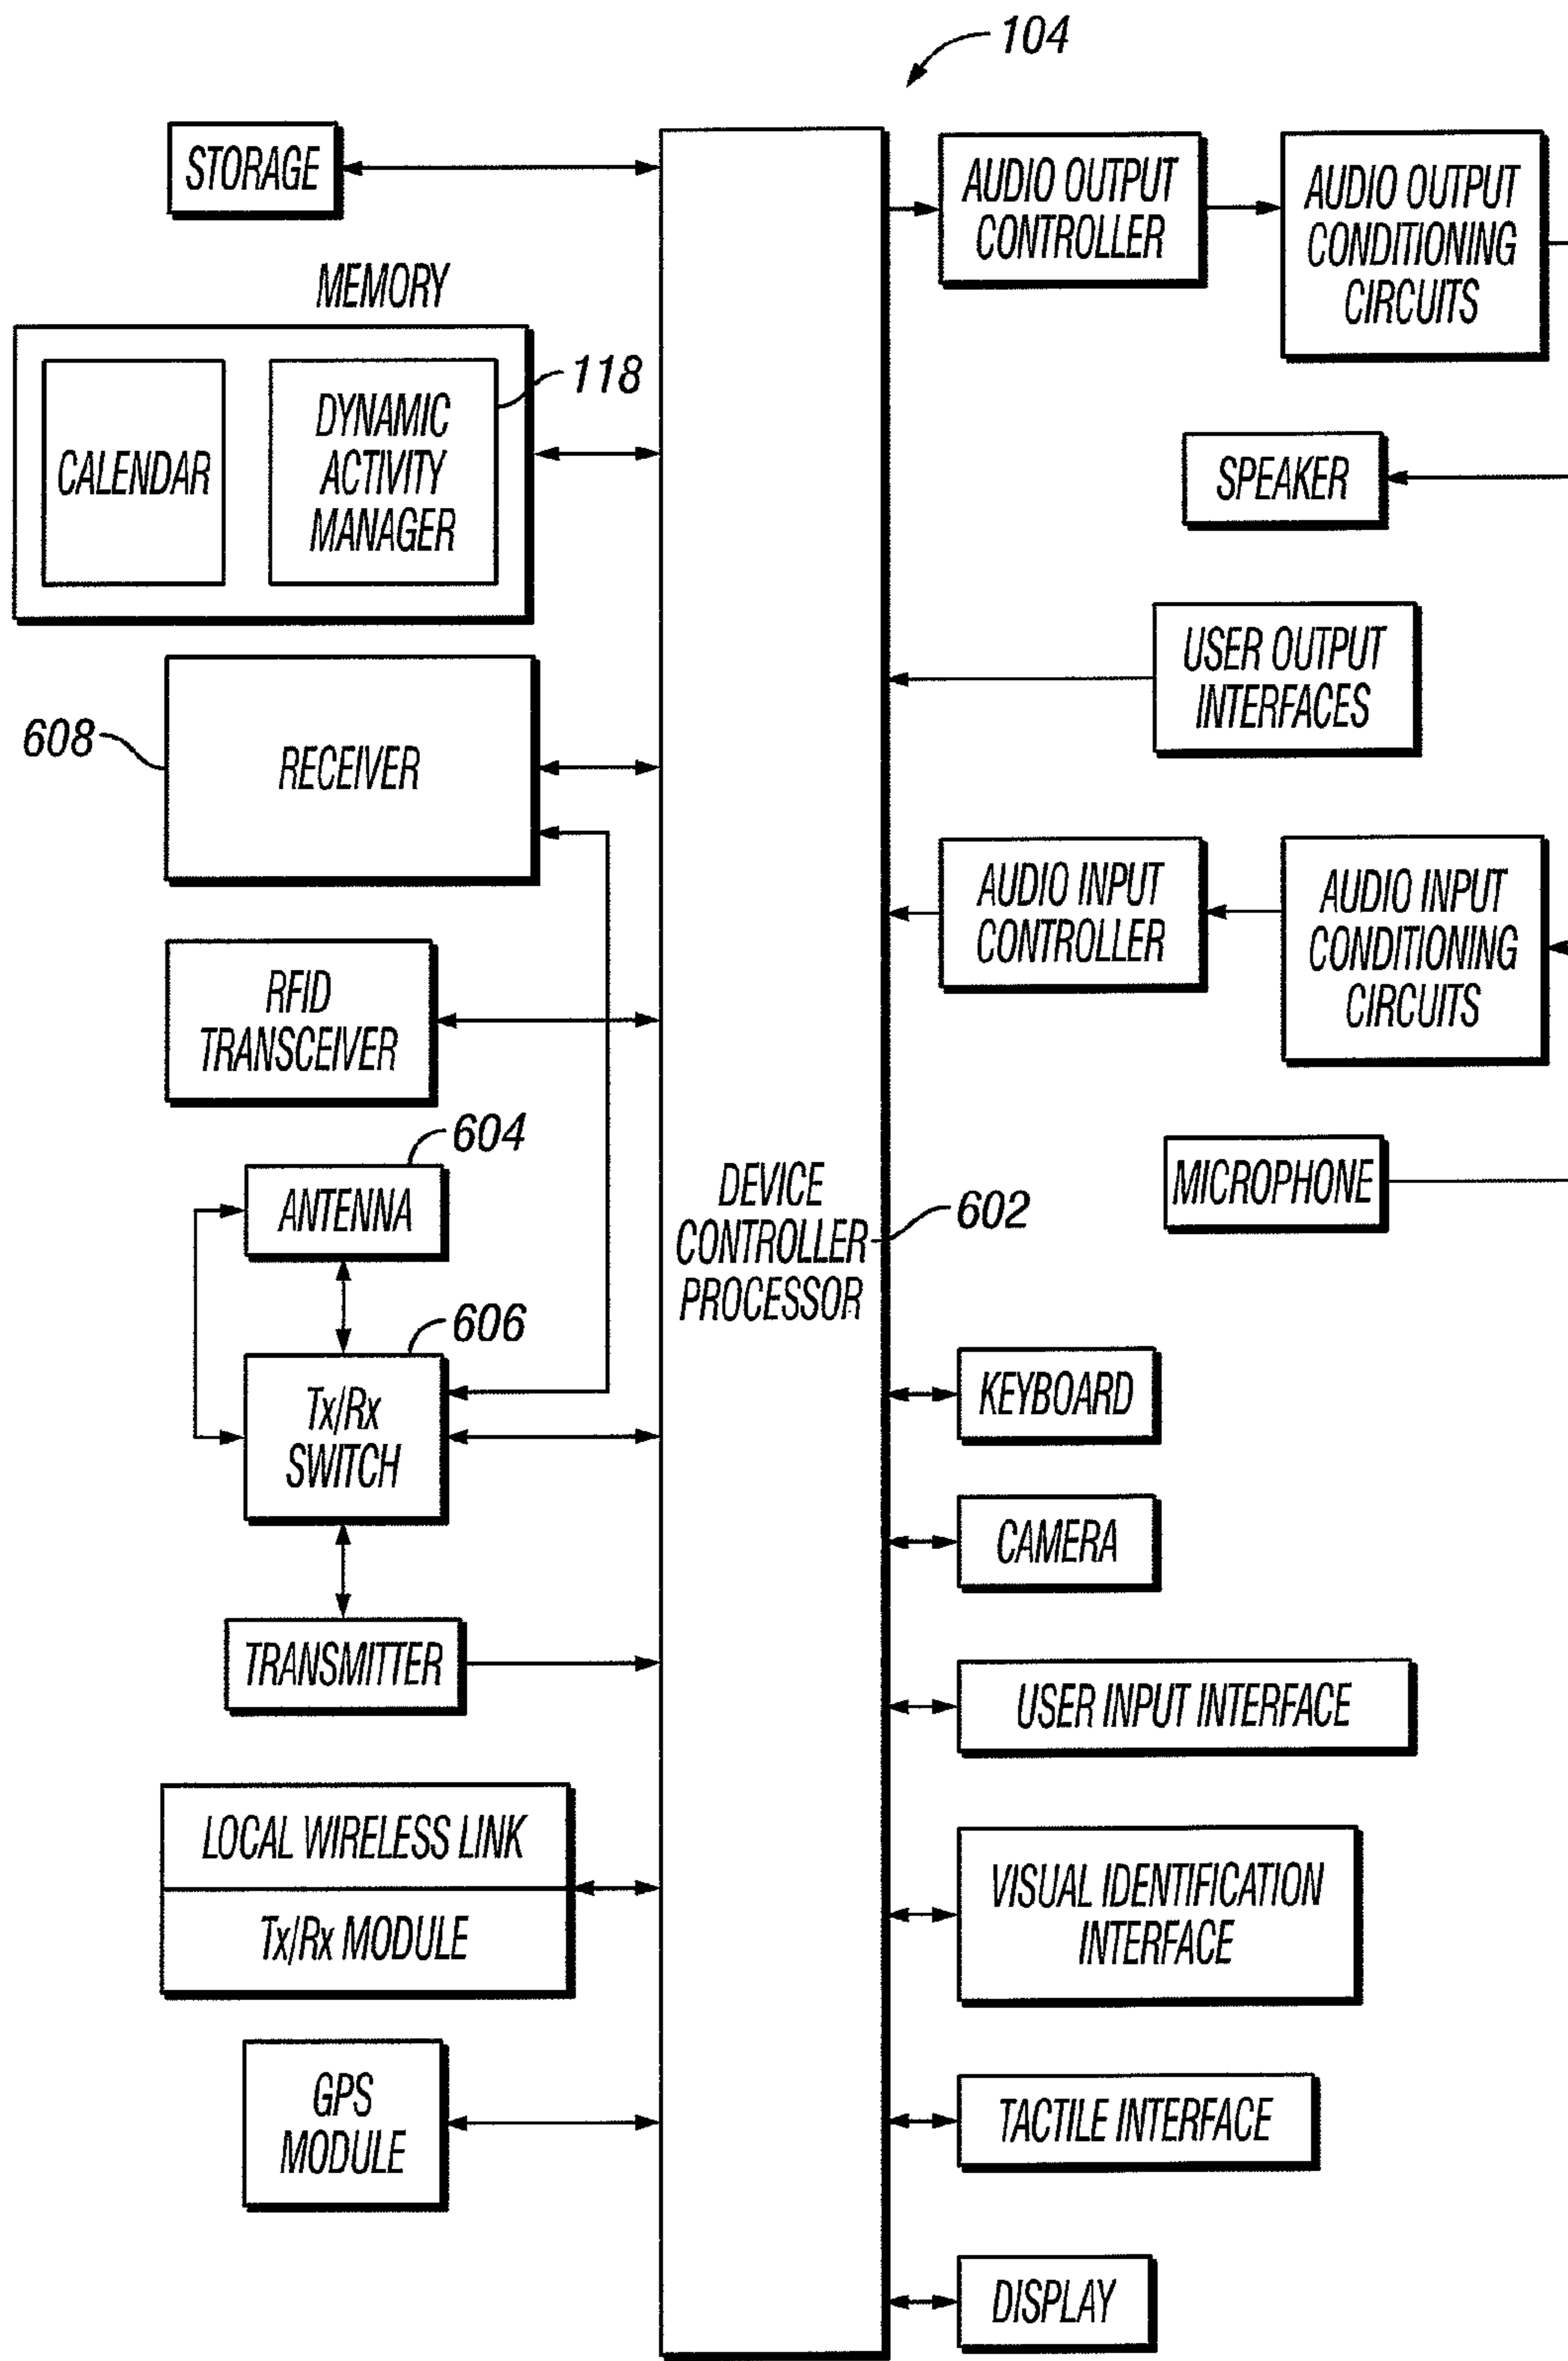 104
STORAGE
MEMORY
CALENDAR
DYNAMIC
ACTIVITY
MANAGER
118
608
RECEIVER
RFID
TRANSCEIVER
604
ANTENNA
606
Tx/Rx
SWITCH
TRANSMITTER
LOCAL WIRELESS LINK
Tx/Rx MODULE
GPS
MODULE
DEVICE
CONTROLLER
PROCESSOR
602
AUDIO OUTPUT
CONTROLLER
AUDIO OUTPUT
CONDITIONING
CIRCUITS
SPEAKER
USER OUTPUT
INTERFACES
AUDIO INPUT
CONTROLLER
AUDIO INPUT
CONDITIONING
CIRCUITS
MICROPHONE
KEYBOARD
CAMERA
USER INPUT INTERFACE
VISUAL IDENTIFICATION
INTERFACE
TACTILE INTERFACE
DISPLAY